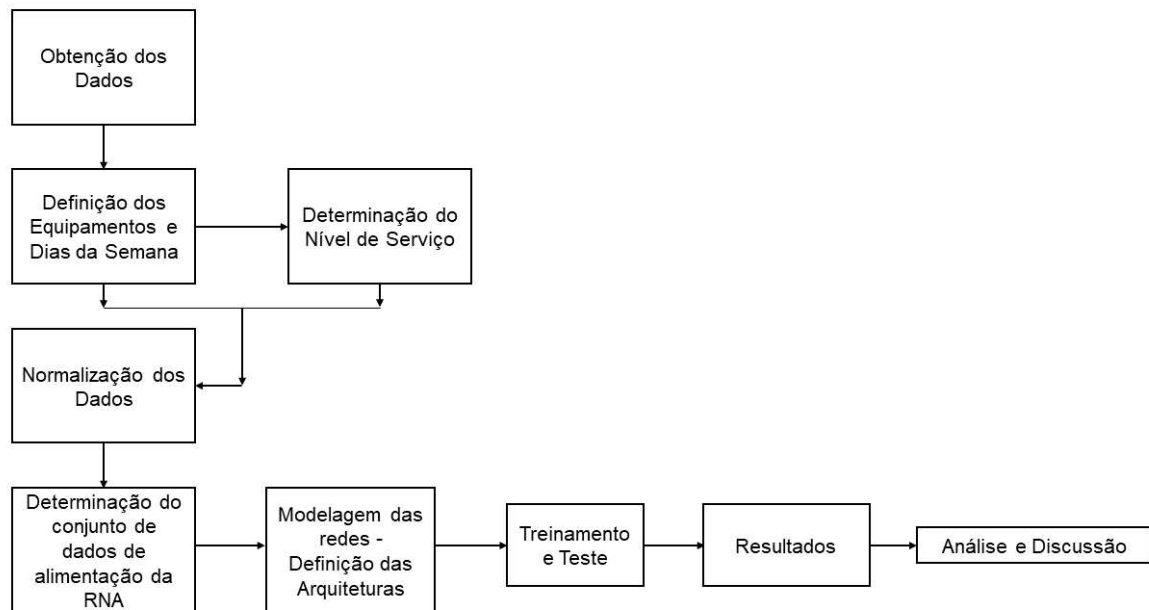 Obtenção dos
Dados
Definição dos
Equipamentos e
Dias da Semana
Determinação do
Nível de Serviço
Normalização dos
Dados
Determinação do
conjunto de
dados de
alimentação da
RNA
Modelagem das
redes -
Definição das
Arquiteturas
Treinamento
e Teste
Resultados
Análise e Discussão